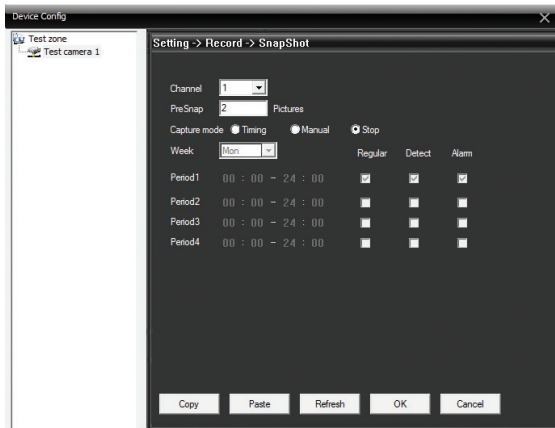 Device Config
Test zone
Test camera 1
Setting -> Record -> SnapShot
Channel 1
PreSnap 2 Pictures
Capture mode Timing Manual Stop
Week Mon Regular Detect Alarm
Period1 00 : 00 - 24 : 00
Period2 00 : 00 - 24 : 00
Period3 00 : 00 - 24 : 00
Period4 00 : 00 - 24 : 00
Copy Paste Refresh OK Cancel